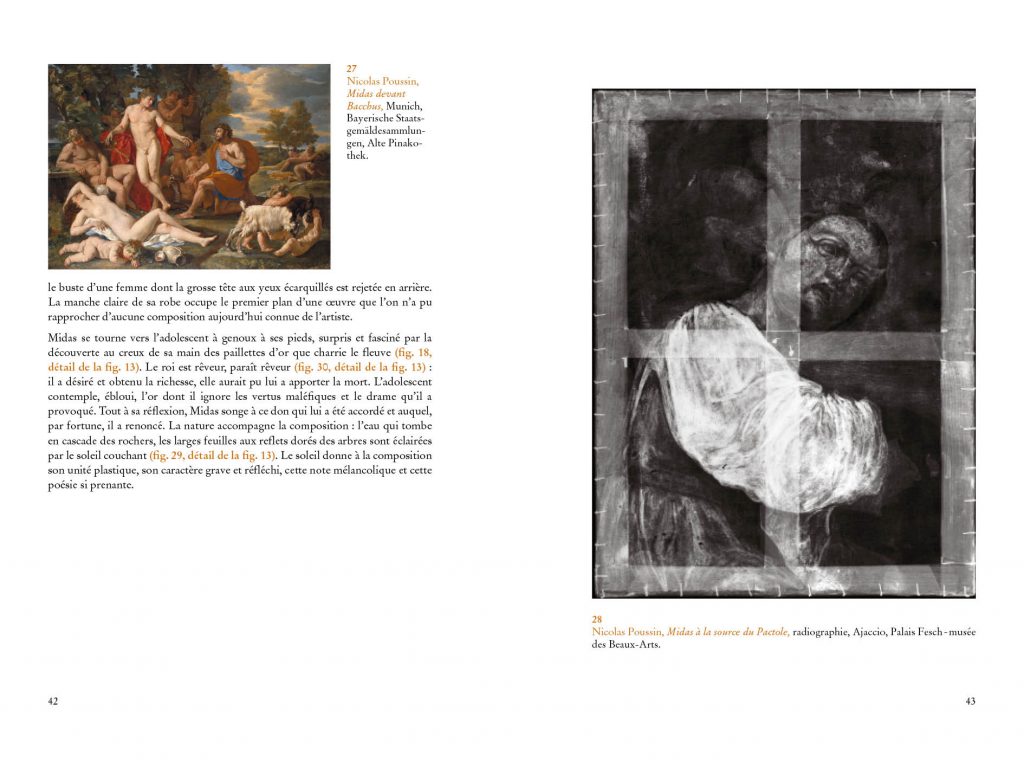 27
Nicolas Poussin,
Midas devant
Bacchus, Munich,
Bayerische Staats-
gemäldesammlun-
gen, Alte Pinako-
thek.
le buste d’une femme dont la grosse tête aux yeux écarquillés est rejetée en arrière.
La manche claire de sa robe occupe le premier plan d’une œuvre que l’on n’a pu
rapprocher d’aucune composition aujourd’hui connue de l’artiste.
Midas se tourne vers l’adolescent à genoux à ses pieds, surpris et fasciné par la
découverte au creux de sa main des paillettes d’or que charrie le fleuve (fig. 18,
détail de la fig. 13). Le roi est rêveur, paraît rêveur (fig. 30, détail de la fig. 13) :
il a désiré et obtenu la richesse, elle aurait pu lui a apporter la mort. L’adolescent
contemple, ébloui, l’or dont il ignore les vertus maléfiques et le drame qu’il a
provoqué. Tout à sa réflexion, Midas songe à ce don qui lui a été accordé et auquel,
par fortune, il a renoncé. La nature accompagne la composition : l’eau qui tombe
en cascade des rochers, les larges feuilles aux reflets dorés des arbres sont éclairées
par le soleil couchant (fig. 29, détail de la fig. 13). Le soleil donne à la composition
son unité plastique, son caractère grave et réfléchi, cette note mélancolique et cette
poésie si prenante.
42
28
Nicolas Poussin, Midas à la source du Pactole, radiographie, Ajaccio, Palais Fesch - musée
des Beaux-Arts.
43